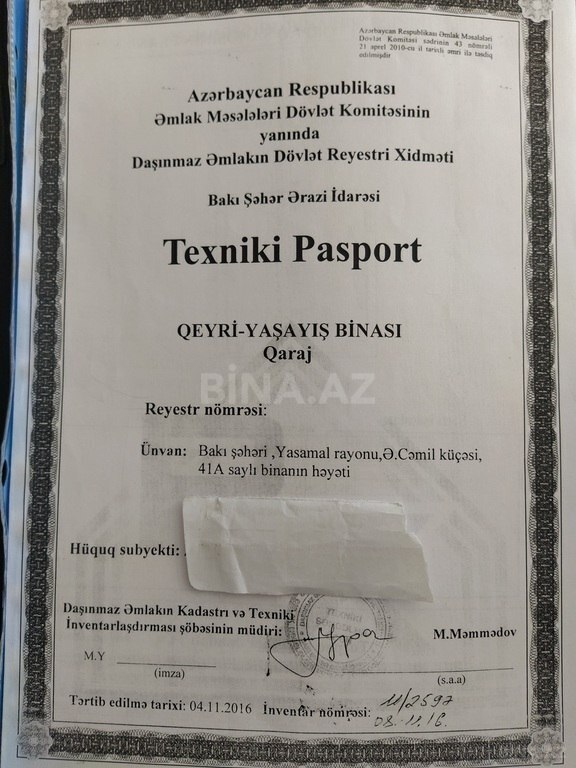 Azərbaycan Respublikası Əmlak Məsələləri
Dövlət Komitəsi sədrinin 43 nömrəli
21 aprel 2010-cu il tarixli əmri ilə təsdiq
edilmişdir
Azərbaycan Respublikası
Əmlak Məsələləri Dövlət Komitəsinin
yanında
Daşınmaz Əmlakın Dövlət Reyestri Xidməti
Bakı Şəhər Ərazi İdarəsi
Texniki Pasport
QEYRİ-YAŞAYIŞ BİNASI
Qaraj
BİNA.AZ
Reyestr nömrəsi:
Ünvan: Bakı şəhəri ,Yasamal rayonu,Ə.Cəmil küçəsi,
41A saylı binanın həyəti
Hüquq subyekti:
Daşınmaz Əmlakın Kadastrı və Texniki
İnventarlaşdırması şöbəsinin müdiri:
M.Məmmədov
M.Y
(imza)
(s.a.a)
Tərtib edilmə tarixi: 04.11.2016 İnventar nömrəsi: 11/2597
08.11.16.